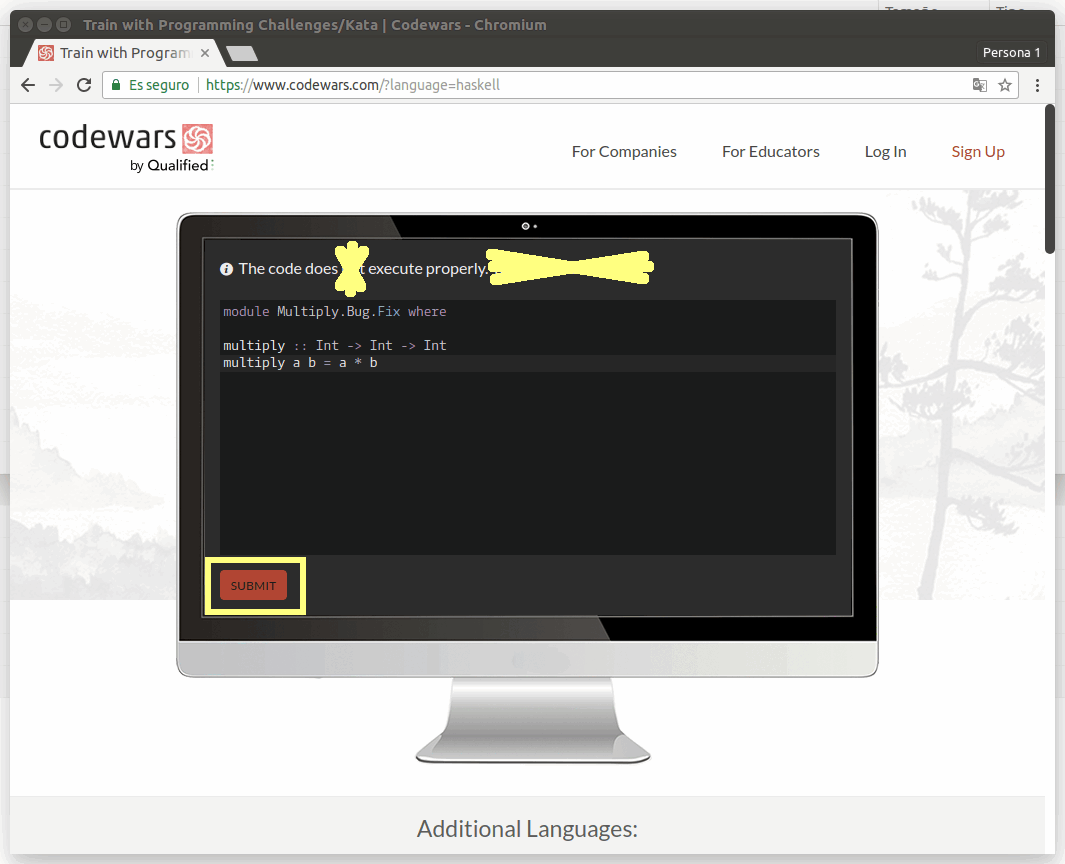 Train with Programming Challenges/Kata | Codewars - Chromium
Train with Program
Persona 1
Es seguro
https://www.codewars.com/?language=haskell
codewars
by Qualified
For Companies
For Educators
Log In
Sign Up
The code does execute properly.
module Multiply.Bug.Fix where
multiply :: Int -> Int -> Int
multiply a b = a * b
SUBMIT
Additional Languages: